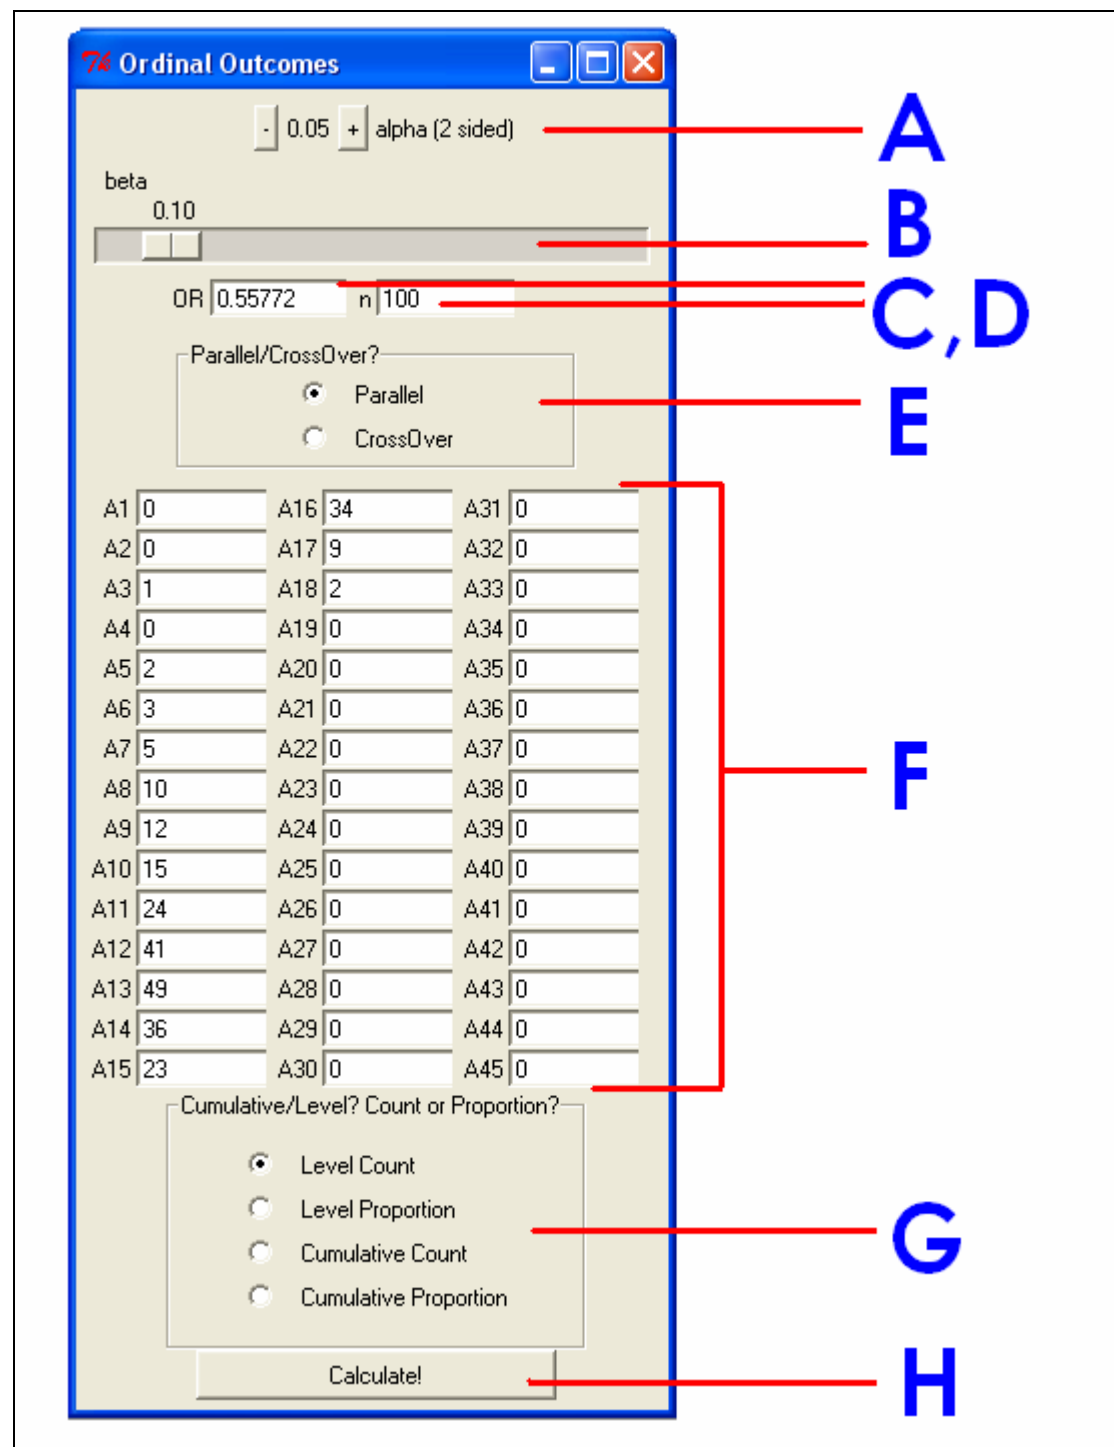 7% Ordinal Outcomes
- 0.05 + alpha (2 sided)
A
beta
0.10
B
OR 0.55772 n 100
C,D
Parallel/CrossOver?
Parallel
E
CrossOver
A1 0 A16 34 A31 0
A2 0 A17 9 A32 0
A3 1 A18 2 A33 0
A4 0 A19 0 A34 0
A5 2 A20 0 A35 0
A6 3 A21 0 A36 0
A7 5 A22 0 A37 0
F
A8 10 A23 0 A38 0
A9 12 A24 0 A39 0
A10 15 A25 0 A40 0
A11 24 A26 0 A41 0
A12 41 A27 0 A42 0
A13 49 A28 0 A43 0
A14 36 A29 0 A44 0
A15 23 A30 0 A45 0
Cumulative/Level? Count or Proportion?
Level Count
Level Proportion
G
Cumulative Count
Cumulative Proportion
Calculate!
H